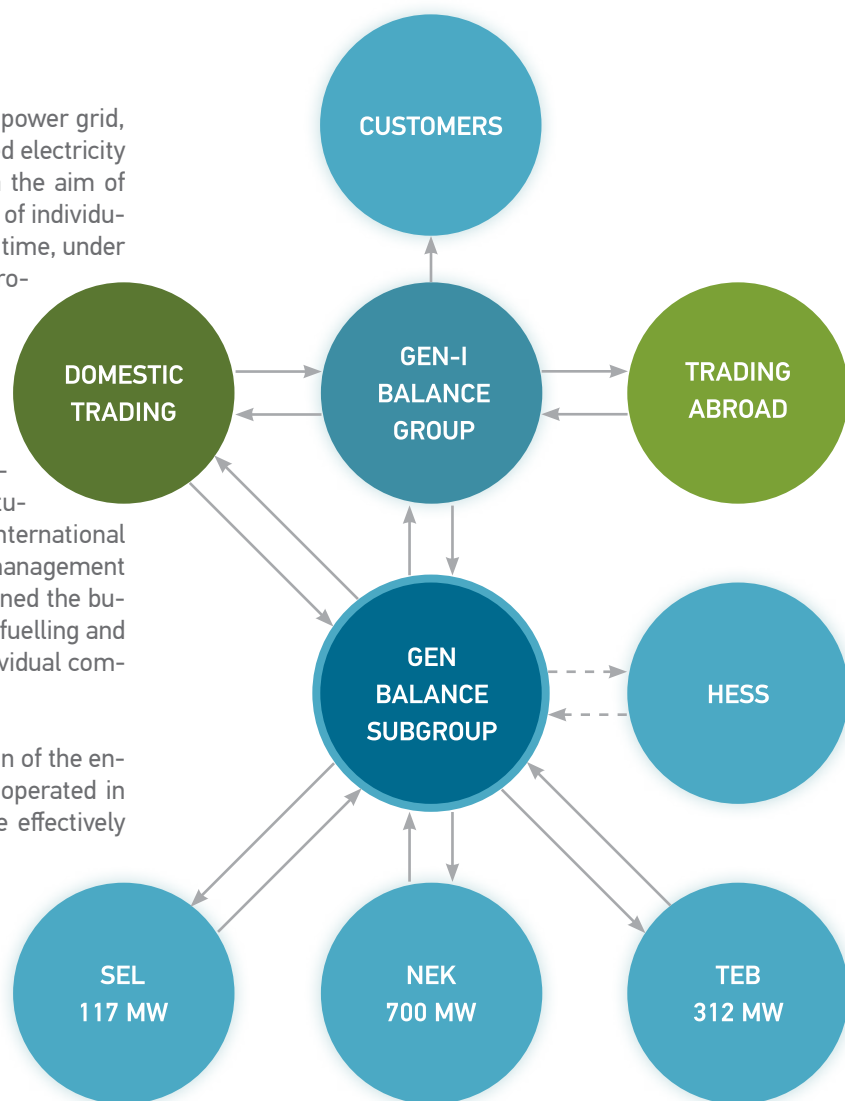 power grid,
d electricity
the aim of
of individu-
time, under
ro-
-
tu-
nternational
management
ned the bu-
fuelling and
vidual com-
n of the en-
operated in
e effectively
CUSTOMERS
DOMESTIC
TRADING
GEN-I
BALANCE
GROUP
TRADING
ABROAD
GEN
BALANCE
SUBGROUP
HESS
SEL
117 MW
NEK
700 MW
TEB
312 MW